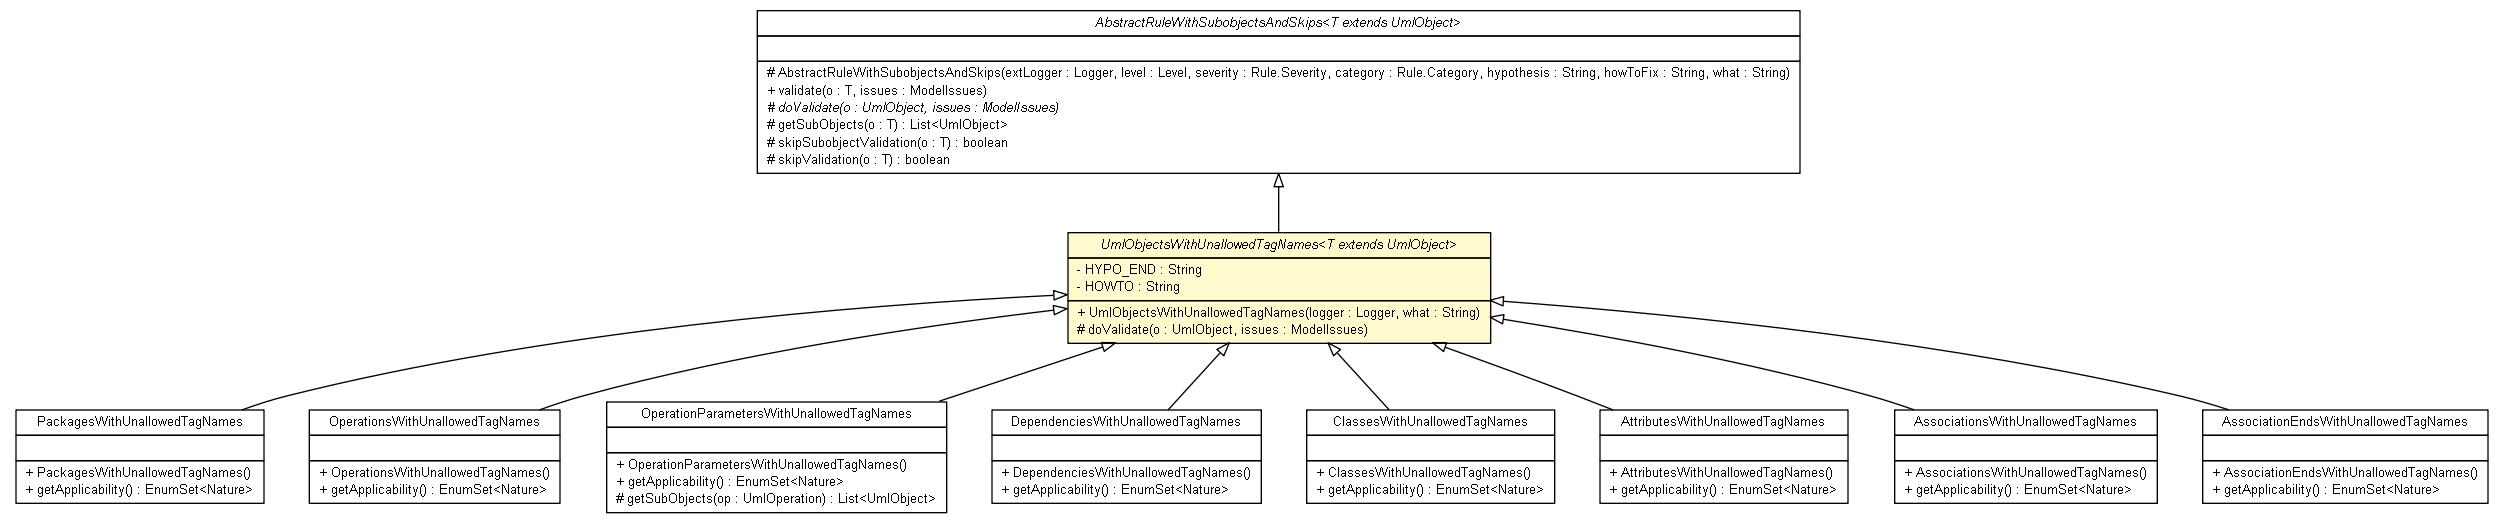 AbstractRuleWithSubobjectsAndSkips<T extends UmlObject>
# AbstractRuleWithSubobjectsAndSkips(extLogger : Logger, level : Level, severity : Rule.Severity, category : Rule.Category, hypothesis : String, howToFix : String, what : String)
+ validate(o : T, issues : ModelIssues)
# doValidate(o : UmlObject, issues : ModelIssues)
# getSubObjects(o : T) : List<UmlObject>
# skipSubobjectValidation(o : T) : boolean
# skipValidation(o : T) : boolean
UmlObjectsWithUnallowedTagNames<T extends UmlObject>
- HYPO_END : String
- HOWTO : String
+ UmlObjectsWithUnallowedTagNames(logger : Logger, what : String)
# doValidate(o : UmlObject, issues : ModelIssues)
PackagesWithUnallowedTagNames
+ PackagesWithUnallowedTagNames()
+ getApplicability() : EnumSet<Nature>
OperationsWithUnallowedTagNames
+ OperationsWithUnallowedTagNames()
+ getApplicability() : EnumSet<Nature>
OperationParametersWithUnallowedTagNames
+ OperationParametersWithUnallowedTagNames()
+ getApplicability() : EnumSet<Nature>
# getSubObjects(op : UmlOperation) : List<UmlObject>
DependenciesWithUnallowedTagNames
+ DependenciesWithUnallowedTagNames()
+ getApplicability() : EnumSet<Nature>
ClassesWithUnallowedTagNames
+ ClassesWithUnallowedTagNames()
+ getApplicability() : EnumSet<Nature>
AttributesWithUnallowedTagNames
+ AttributesWithUnallowedTagNames()
+ getApplicability() : EnumSet<Nature>
AssociationsWithUnallowedTagNames
+ AssociationsWithUnallowedTagNames()
+ getApplicability() : EnumSet<Nature>
AssociationEndsWithUnallowedTagNames
+ AssociationEndsWithUnallowedTagNames()
+ getApplicability() : EnumSet<Nature>